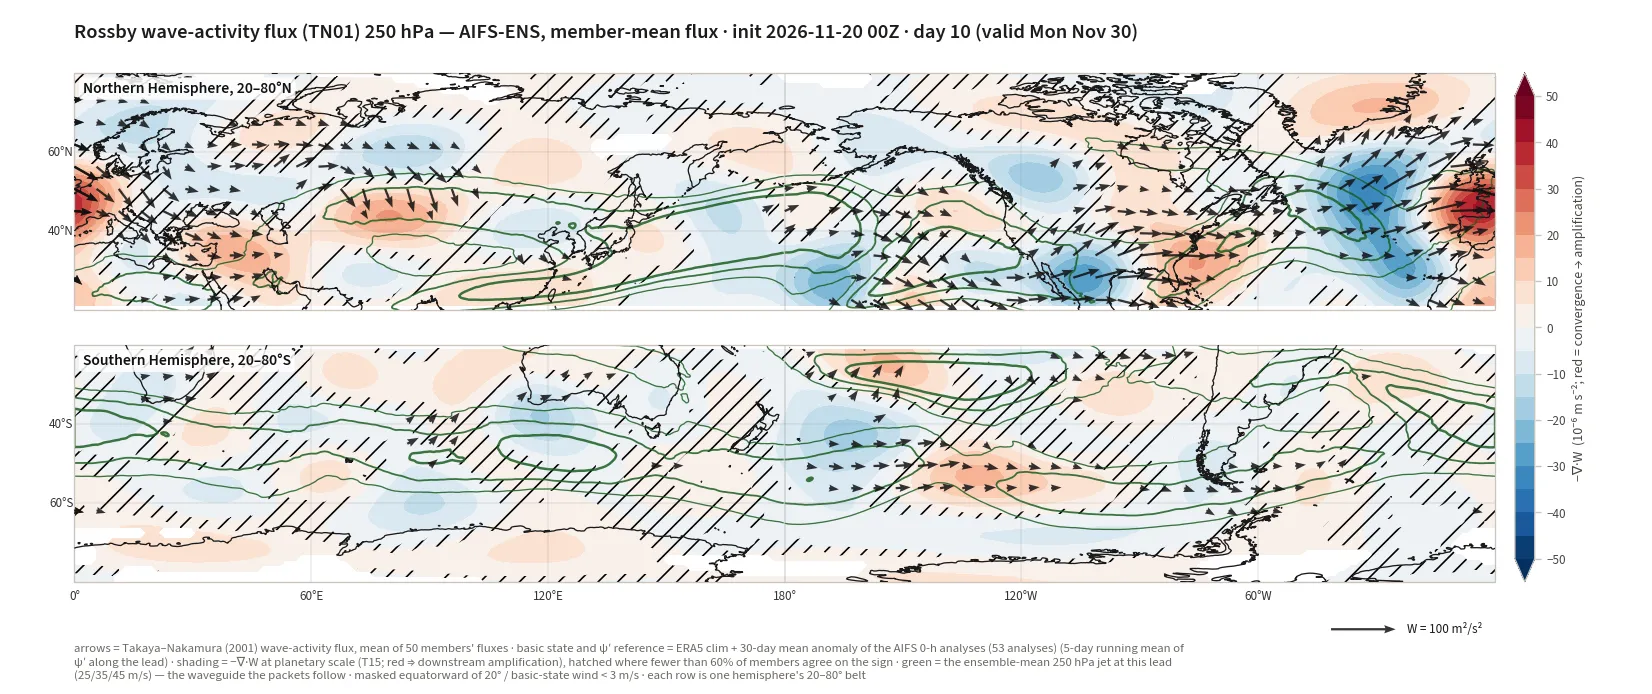 Rossby wave-activity flux (TN01) 250 hPa — AIFS-ENS, member-mean flux · init 2026-11-20 00Z · day 10 (valid Mon Nov 30)
Northern Hemisphere, 20–80°N
60°N
40°N
Southern Hemisphere, 20–80°S
40°S
60°S
0°
60°E
120°E
180°
120°W
60°W
50
40
30
20
10
0
−10
−20
−30
−40
−50
−∇·W (10⁻⁶ m s⁻²; red = convergence → amplification)
W = 100 m²/s²
arrows = Takaya–Nakamura (2001) wave-activity flux, mean of 50 members' fluxes · basic state and ψ' reference = ERA5 clim + 30-day mean anomaly of the AIFS 0-h analyses (53 analyses) (5-day running mean of
ψ' along the lead) · shading = −∇·W at planetary scale (T15; red ⇒ downstream amplification), hatched where fewer than 60% of members agree on the sign · green = the ensemble-mean 250 hPa jet at this lead
(25/35/45 m/s) — the waveguide the packets follow · masked equatorward of 20° / basic-state wind < 3 m/s · each row is one hemisphere's 20–80° belt